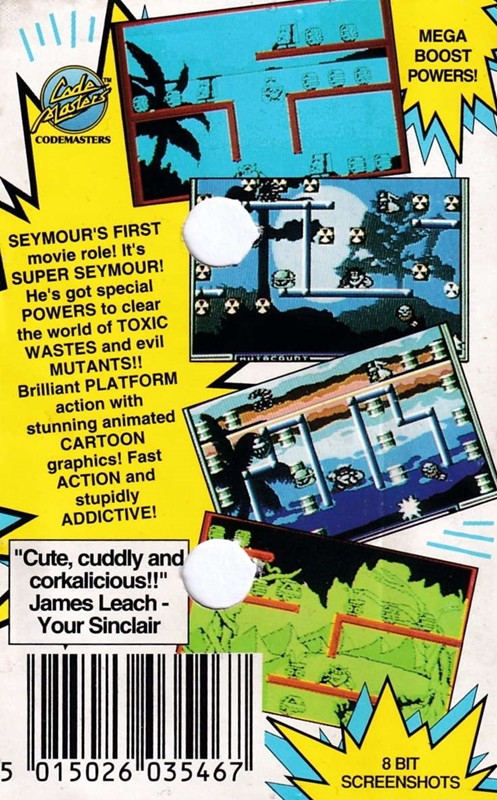 MEGA
BOOST
POWERS!
Code
Masters
TM
CODEMASTERS
SEYMOUR'S FIRST
movie role! It's
SUPER SEYMOUR!
He's got special
POWERS to clear
the world of TOXIC
WASTES and evil
MUTANTS!!
Brilliant PLATFORM
action with
stunning animated
CARTOON
graphics! Fast
ACTION and
stupidly
ADDICTIVE!
"Cute, cuddly and
corkalicious!!"
James Leach -
Your Sinclair
5 015026 035467
8 BIT
SCREENSHOTS